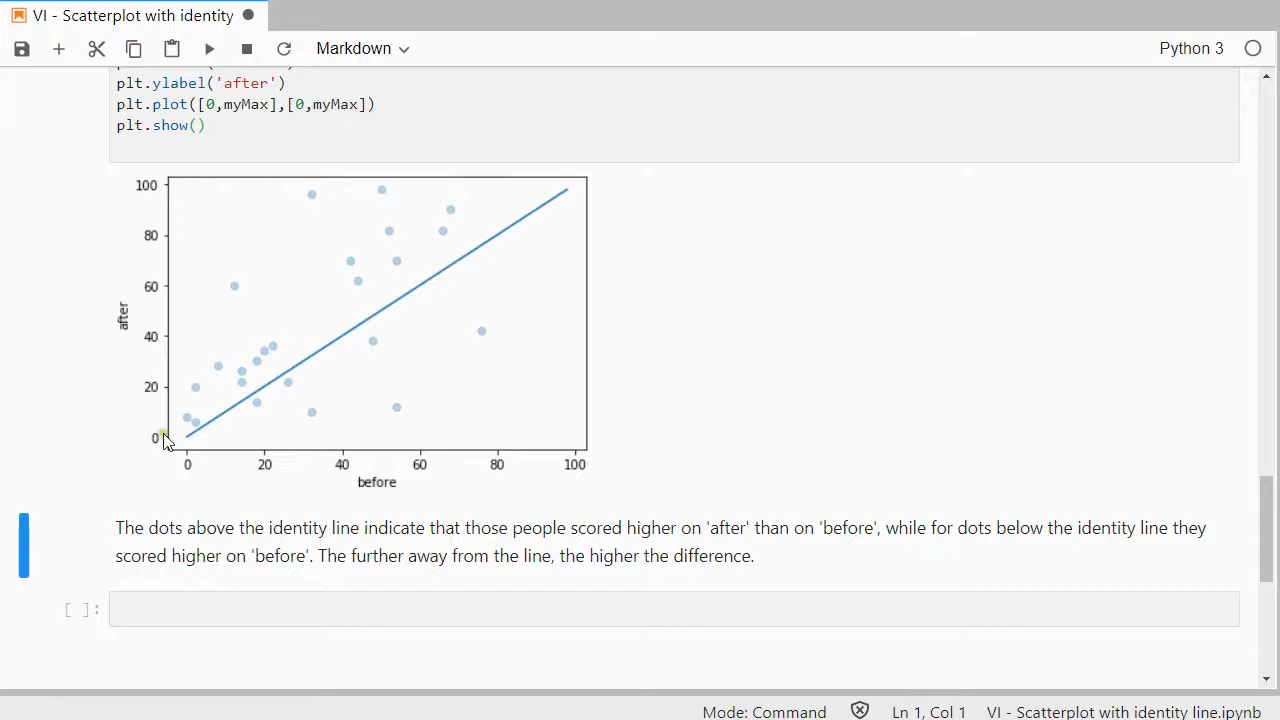 VI - Scatterplot with identity
Markdown
Python 3
plt.ylabel('after')
plt.plot([0,myMax],[0,myMax])
plt.show()
100
80
60
40
20
0
after
0 20 40 60 80 100
before
The dots above the identity line indicate that those people scored higher on 'after' than on 'before', while for dots below the identity line they
scored higher on 'before'. The further away from the line, the higher the difference.
[ ]:
Mode: Command Ln 1, Col 1 VI - Scatterplot with identity line.ipynb